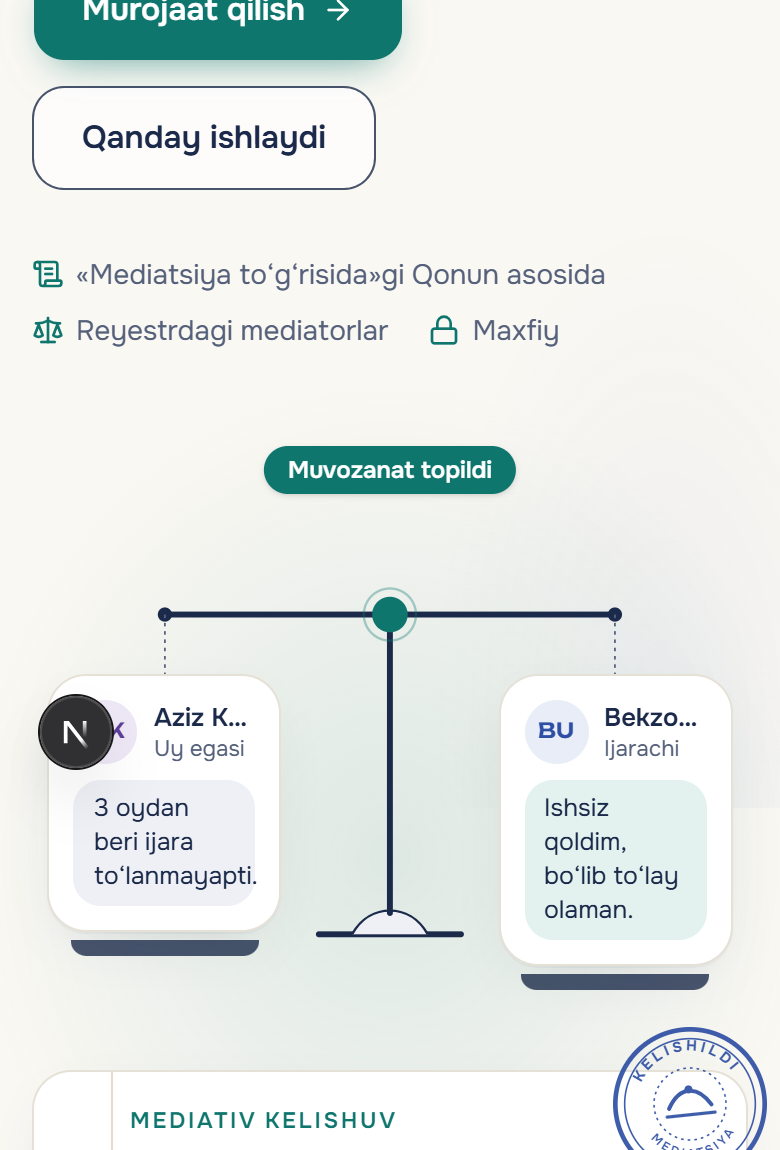 Murojaat qilish
Qanday ishlaydi
«Mediatsiya to‘g‘risida»gi Qonun asosida
Reyestrdagi mediatorlar
Maxfiy
Muvozanat topildi
N
K
Aziz K...
Uy egasi
3 oydan
beri ijara
to‘lanmayapti.
BU
Bekzo...
Ijarachi
Ishsiz
qoldim,
bo‘lib to‘lay
olaman.
KELISHILDI
MEDIATSIYA
MEDIATIV KELISHUV